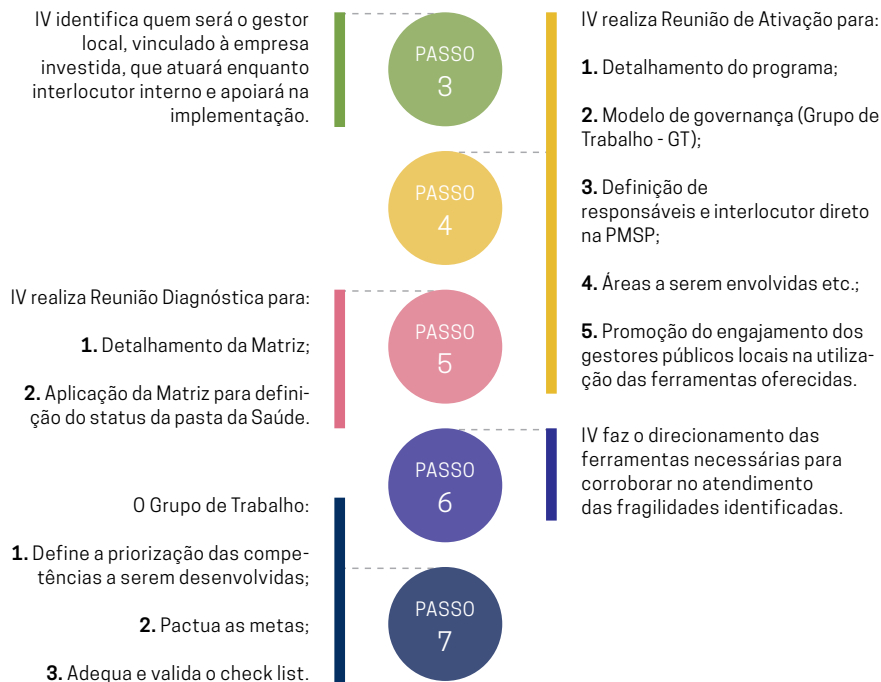 IV identifica quem será o gestor
local, vinculado à empresa
investida, que atuará enquanto
interlocutor interno e apoiará na
implementação.
PASSO
3
IV realiza Reunião de Ativação para:
1. Detalhamento do programa;
2. Modelo de governança (Grupo de
Trabalho - GT);
3. Definição de
responsáveis e interlocutor direto
na PMSP;
4. Áreas a serem envolvidas etc.;
5. Promoção do engajamento dos
gestores públicos locais na utiliza-
ção das ferramentas oferecidas.
PASSO
4
IV realiza Reunião Diagnóstica para:
1. Detalhamento da Matriz;
2. Aplicação da Matriz para defini-
ção do status da pasta da Saúde.
PASSO
5
IV faz o direcionamento das
ferramentas necessárias para
corroborar no atendimento
das fragilidades identificadas.
PASSO
6
O Grupo de Trabalho:
1. Define a priorização das compe-
tências a serem desenvolvidas;
2. Pactua as metas;
3. Adequa e valida o check list.
PASSO
7